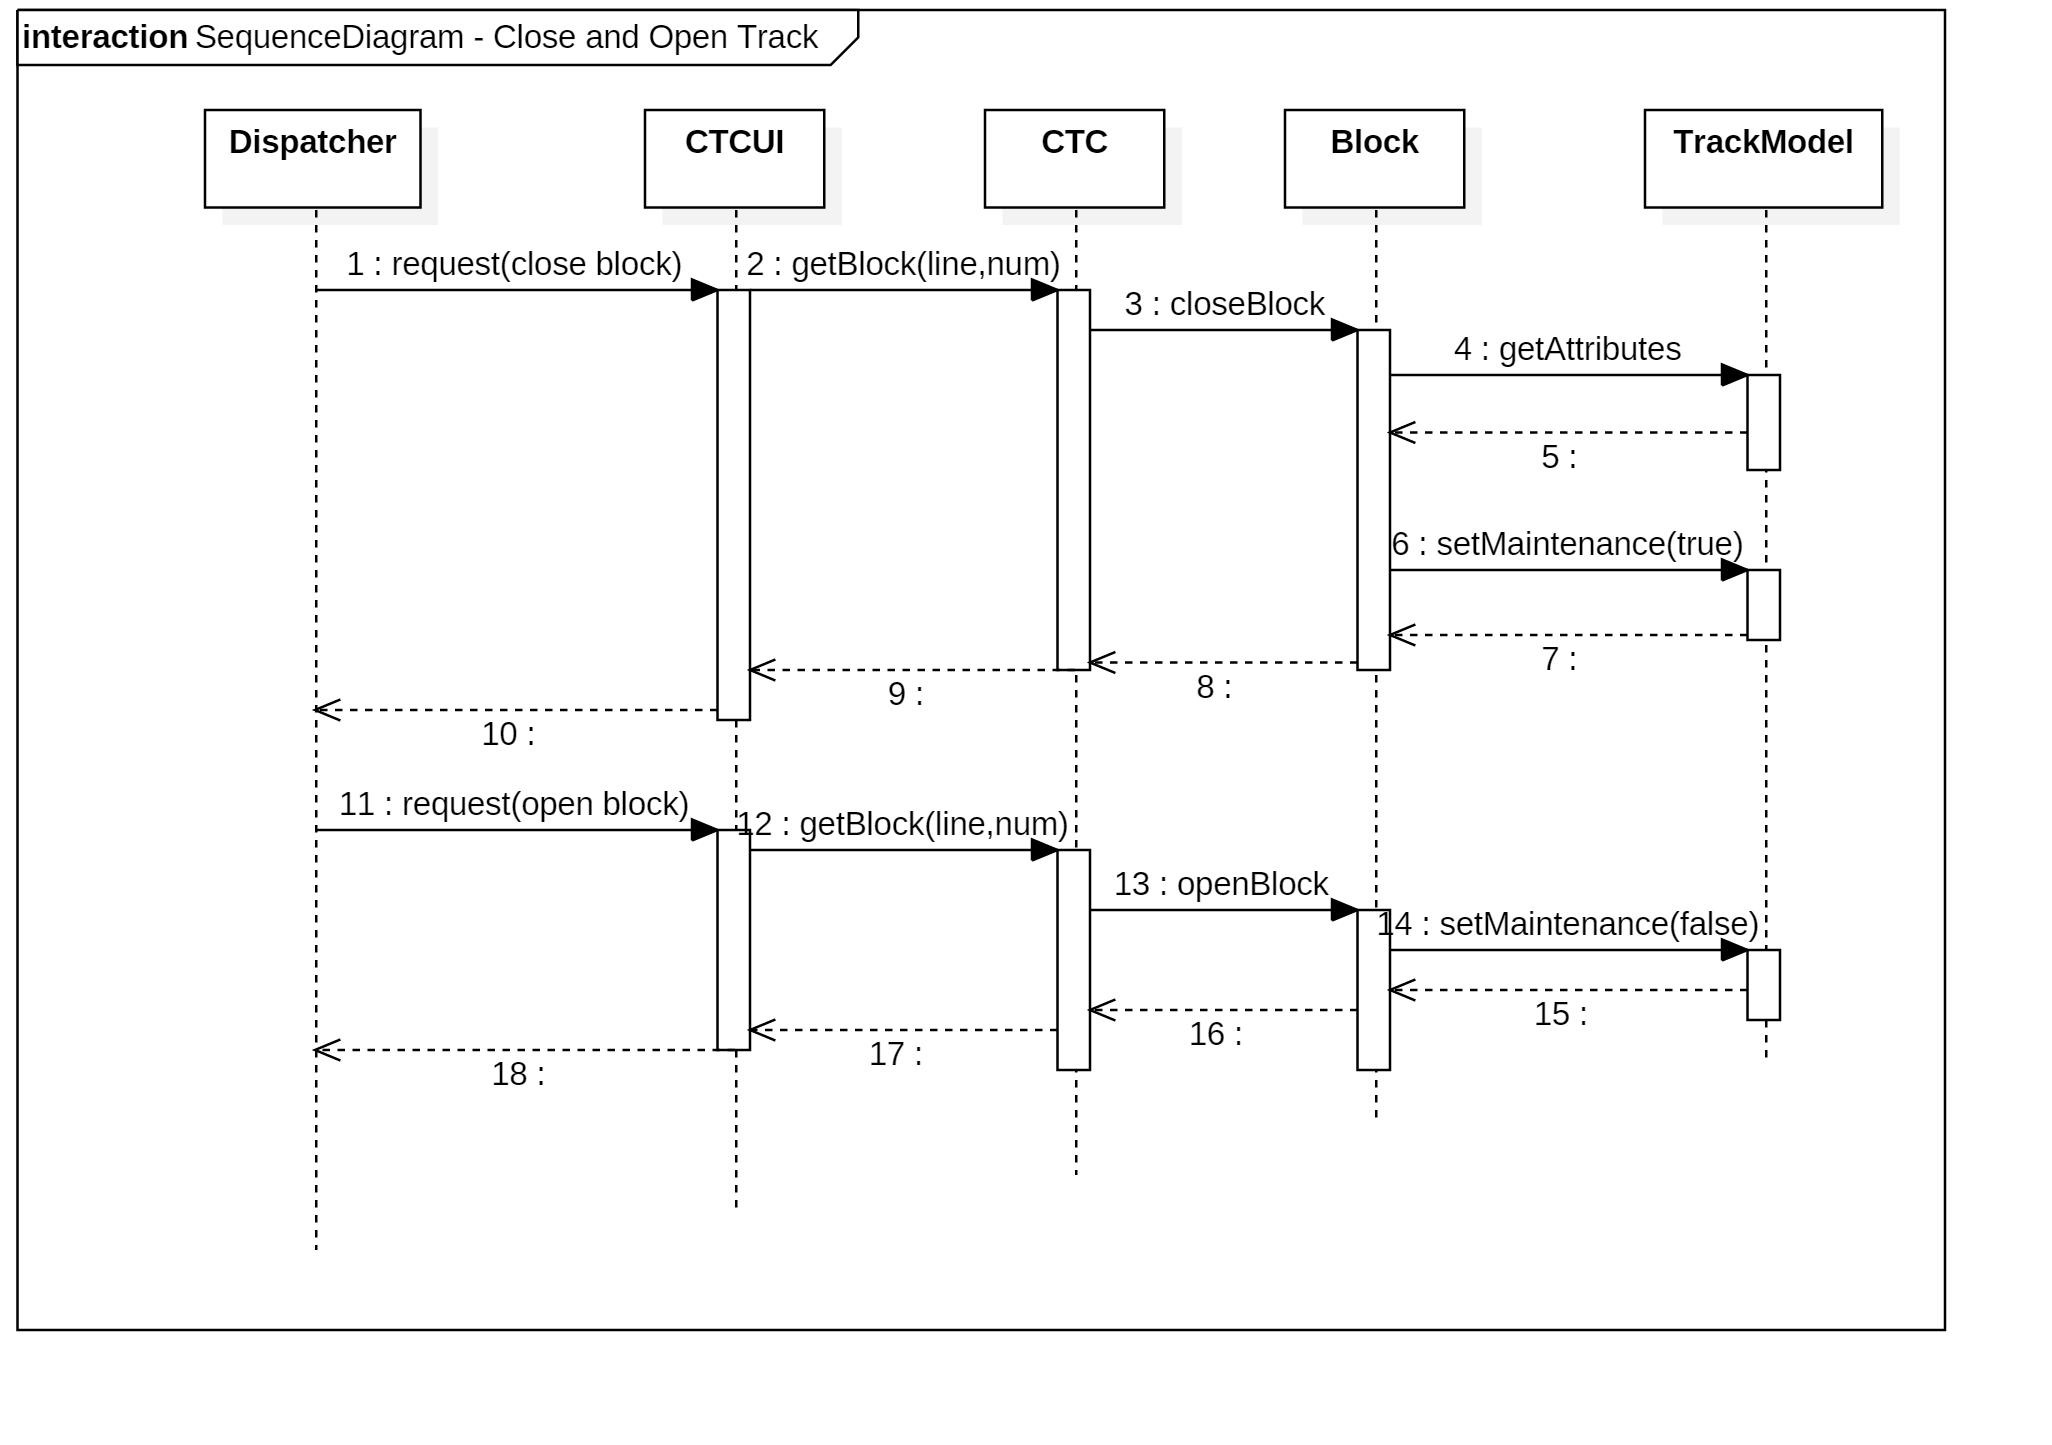 interaction SequenceDiagram - Close and Open Track
Dispatcher
CTCUI
CTC
Block
TrackModel
1 : request(close block)
2 : getBlock(line,num)
3 : closeBlock
4 : getAttributes
5 :
6 : setMaintenance(true)
7 :
8 :
9 :
10 :
11 : request(open block)
12 : getBlock(line,num)
13 : openBlock
14 : setMaintenance(false)
15 :
16 :
17 :
18 :